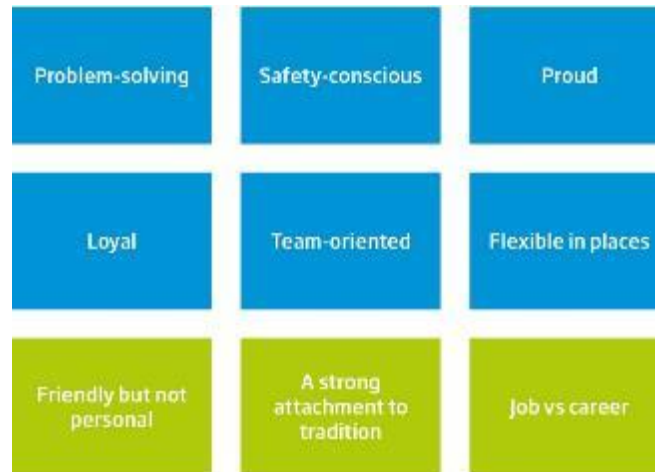 Problem-solving
Safety-conscious
Proud
Loyal
Team-oriented
Flexible in places
Friendly but not
personal
A strong
attachment to
tradition
Job vs career